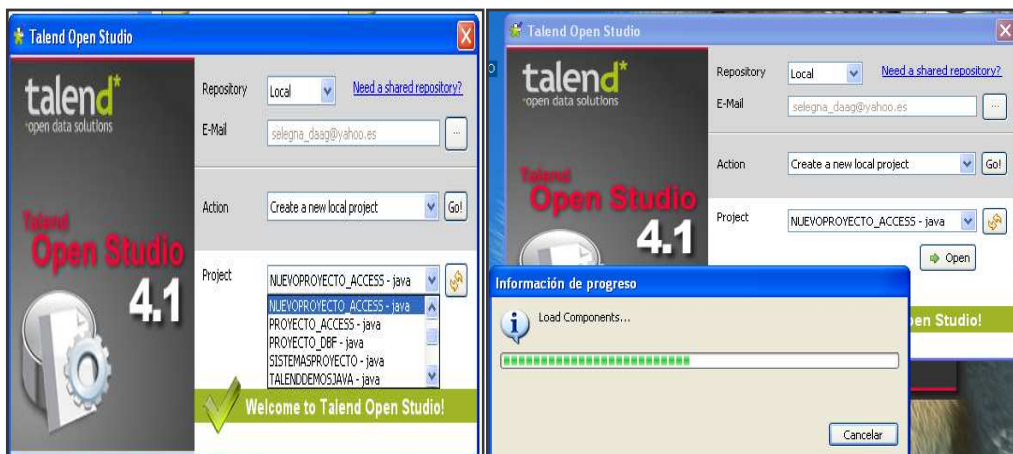 Talend Open Studio
talend*
open data solutions
Repository
Local
Need a shared repository?
E-Mail
selegna_daag@yahoo.es
...
Action
Create a new local project
Go!
Talend
Open Studio
4.1
Project
NUEVOPROYECTO_ACCESS - java
NUEVOPROYECTO_ACCESS - java
PROYECTO_ACCESS - java
PROYECTO_DBF - java
SISTEMASPROYECTO - java
TALENDDEMOSJAVA - java
Welcome to Talend Open Studio!
Talend Open Studio
talend*
open data solutions
Repository
Local
Need a shared repository?
E-Mail
selegna_daag@yahoo.es
...
Action
Create a new local project
Go!
Talend
Open Studio
4.1
Project
NUEVOPROYECTO_ACCESS - java
Open
pen Studio!
Información de progreso
Load Components...
Cancelar